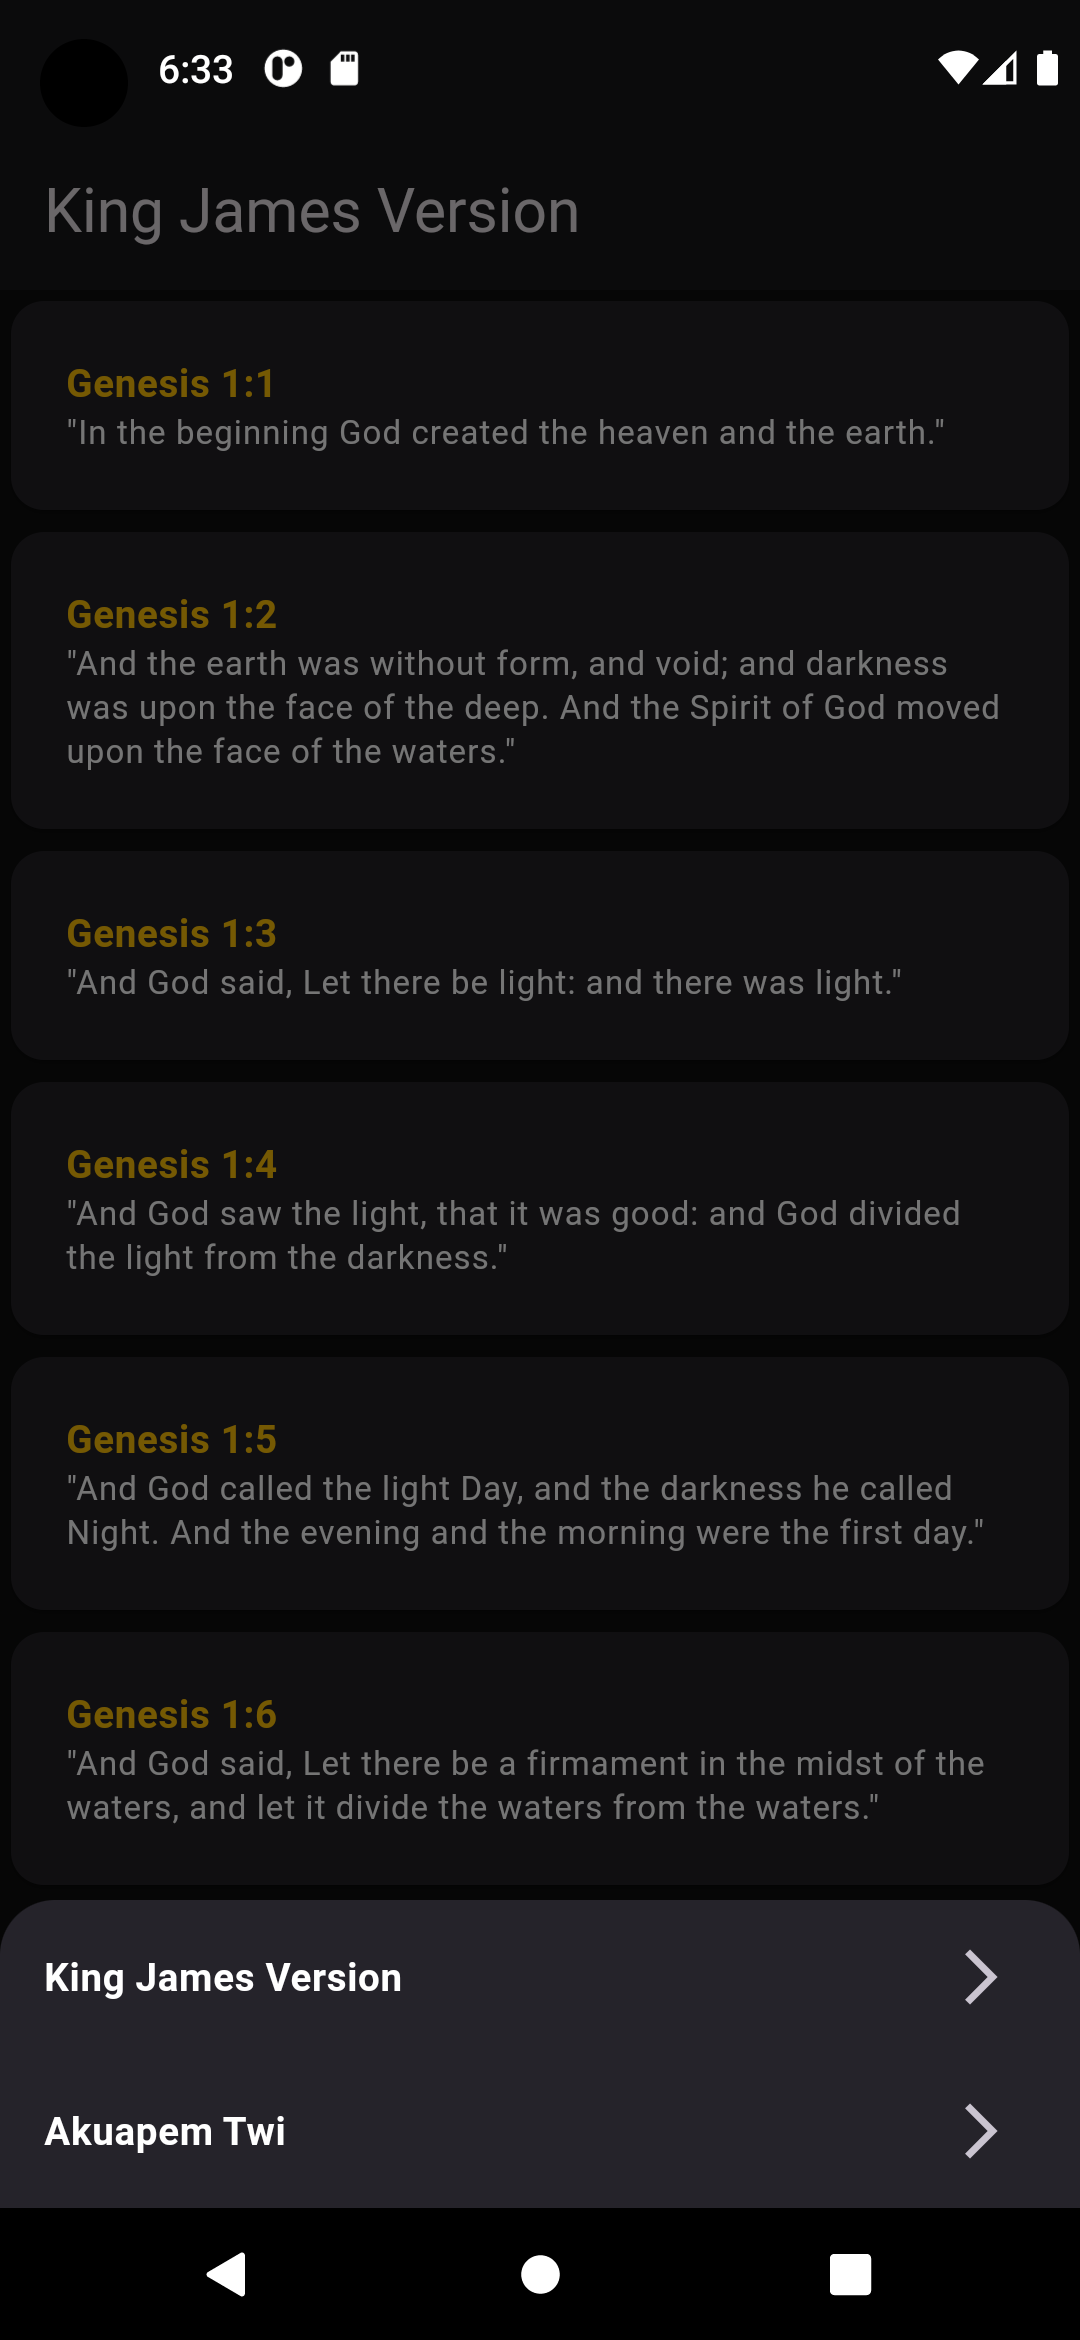 6:33
King James Version
Genesis 1:1
"In the beginning God created the heaven and the earth."
Genesis 1:2
"And the earth was without form, and void; and darkness
was upon the face of the deep. And the Spirit of God moved
upon the face of the waters."
Genesis 1:3
"And God said, Let there be light: and there was light."
Genesis 1:4
"And God saw the light, that it was good: and God divided
the light from the darkness."
Genesis 1:5
"And God called the light Day, and the darkness he called
Night. And the evening and the morning were the first day."
Genesis 1:6
"And God said, Let there be a firmament in the midst of the
waters, and let it divide the waters from the waters."
King James Version
Akuapem Twi